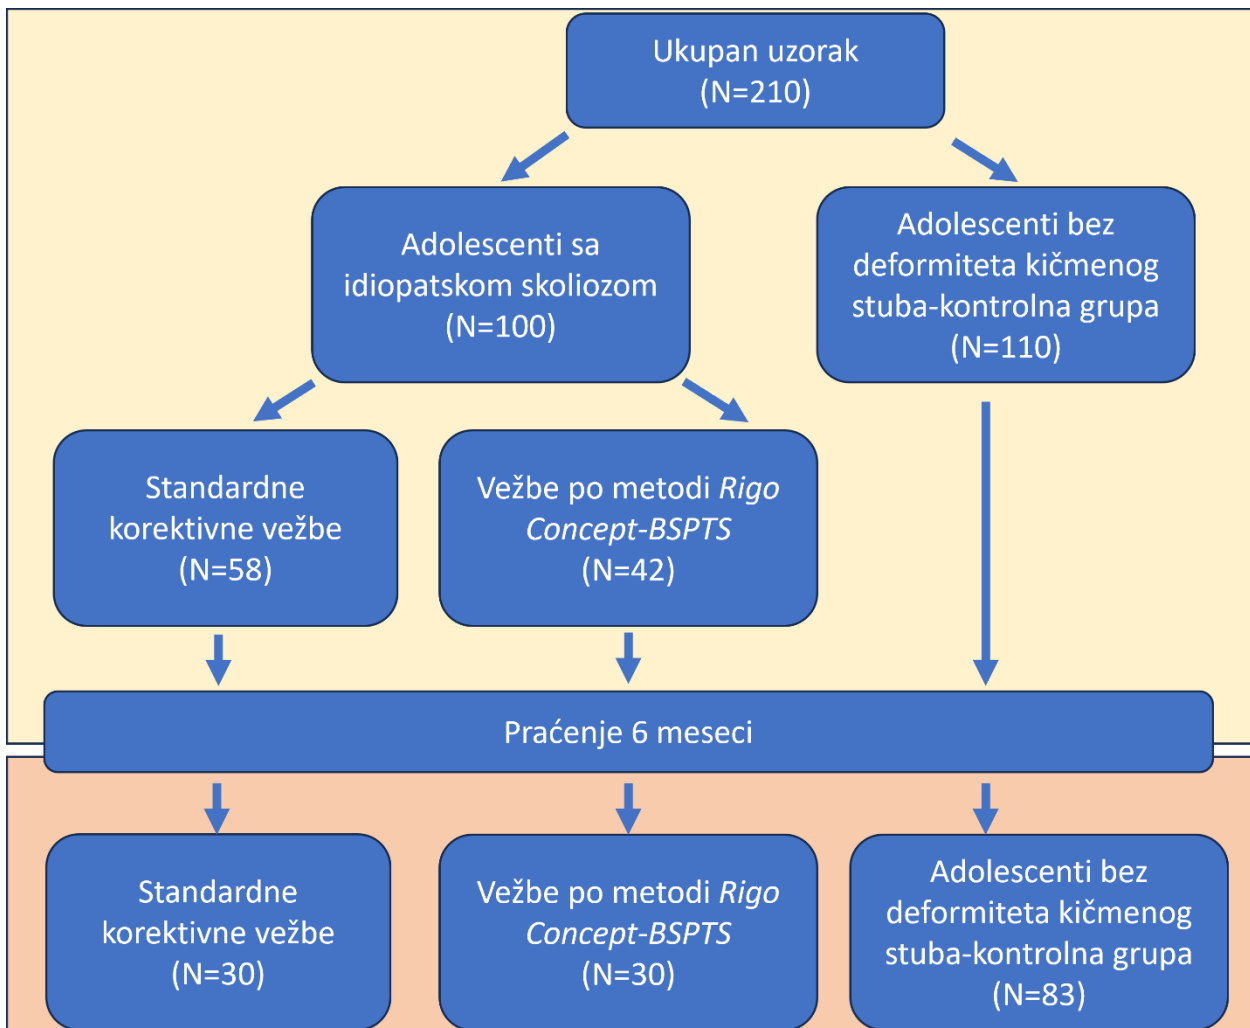 Ukupan uzorak
(N=210)
Adolescenti sa
idiopatskom skoliozom
(N=100)
Adolescenti bez
deformiteta kičmenog
stuba-kontrolna grupa
(N=110)
Standardne
korektivne vežbe
(N=58)
Vežbe po metodi Rigo
Concept-BSPTS
(N=42)
Praćenje 6 meseci
Standardne
korektivne vežbe
(N=30)
Vežbe po metodi Rigo
Concept-BSPTS
(N=30)
Adolescenti bez
deformiteta kičmenog
stuba-kontrolna grupa
(N=83)